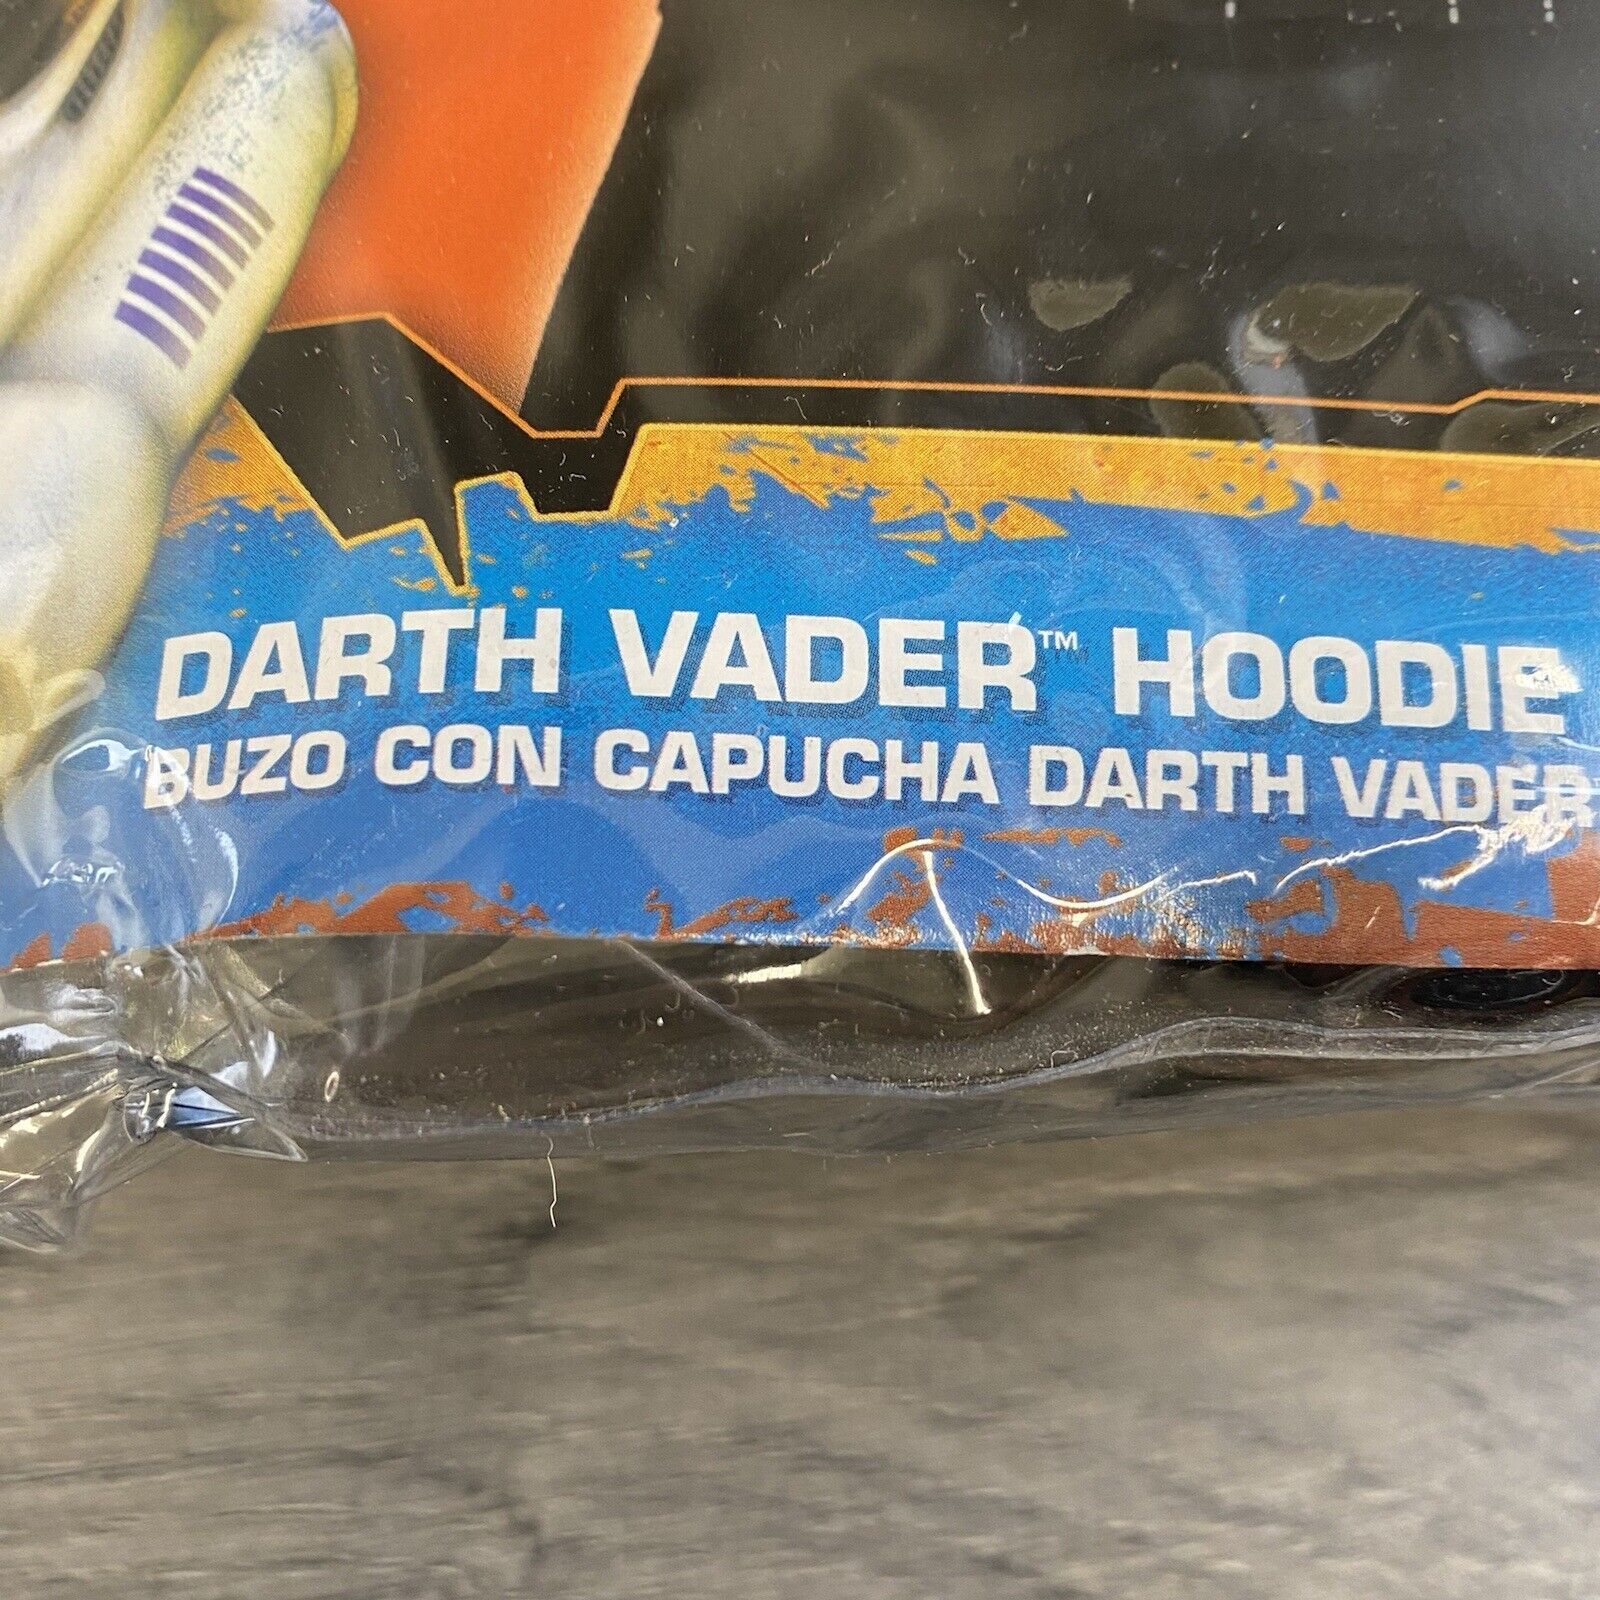 DARTH VADER™ HOODIE
BUZO CON CAPUCHA DARTH VADER